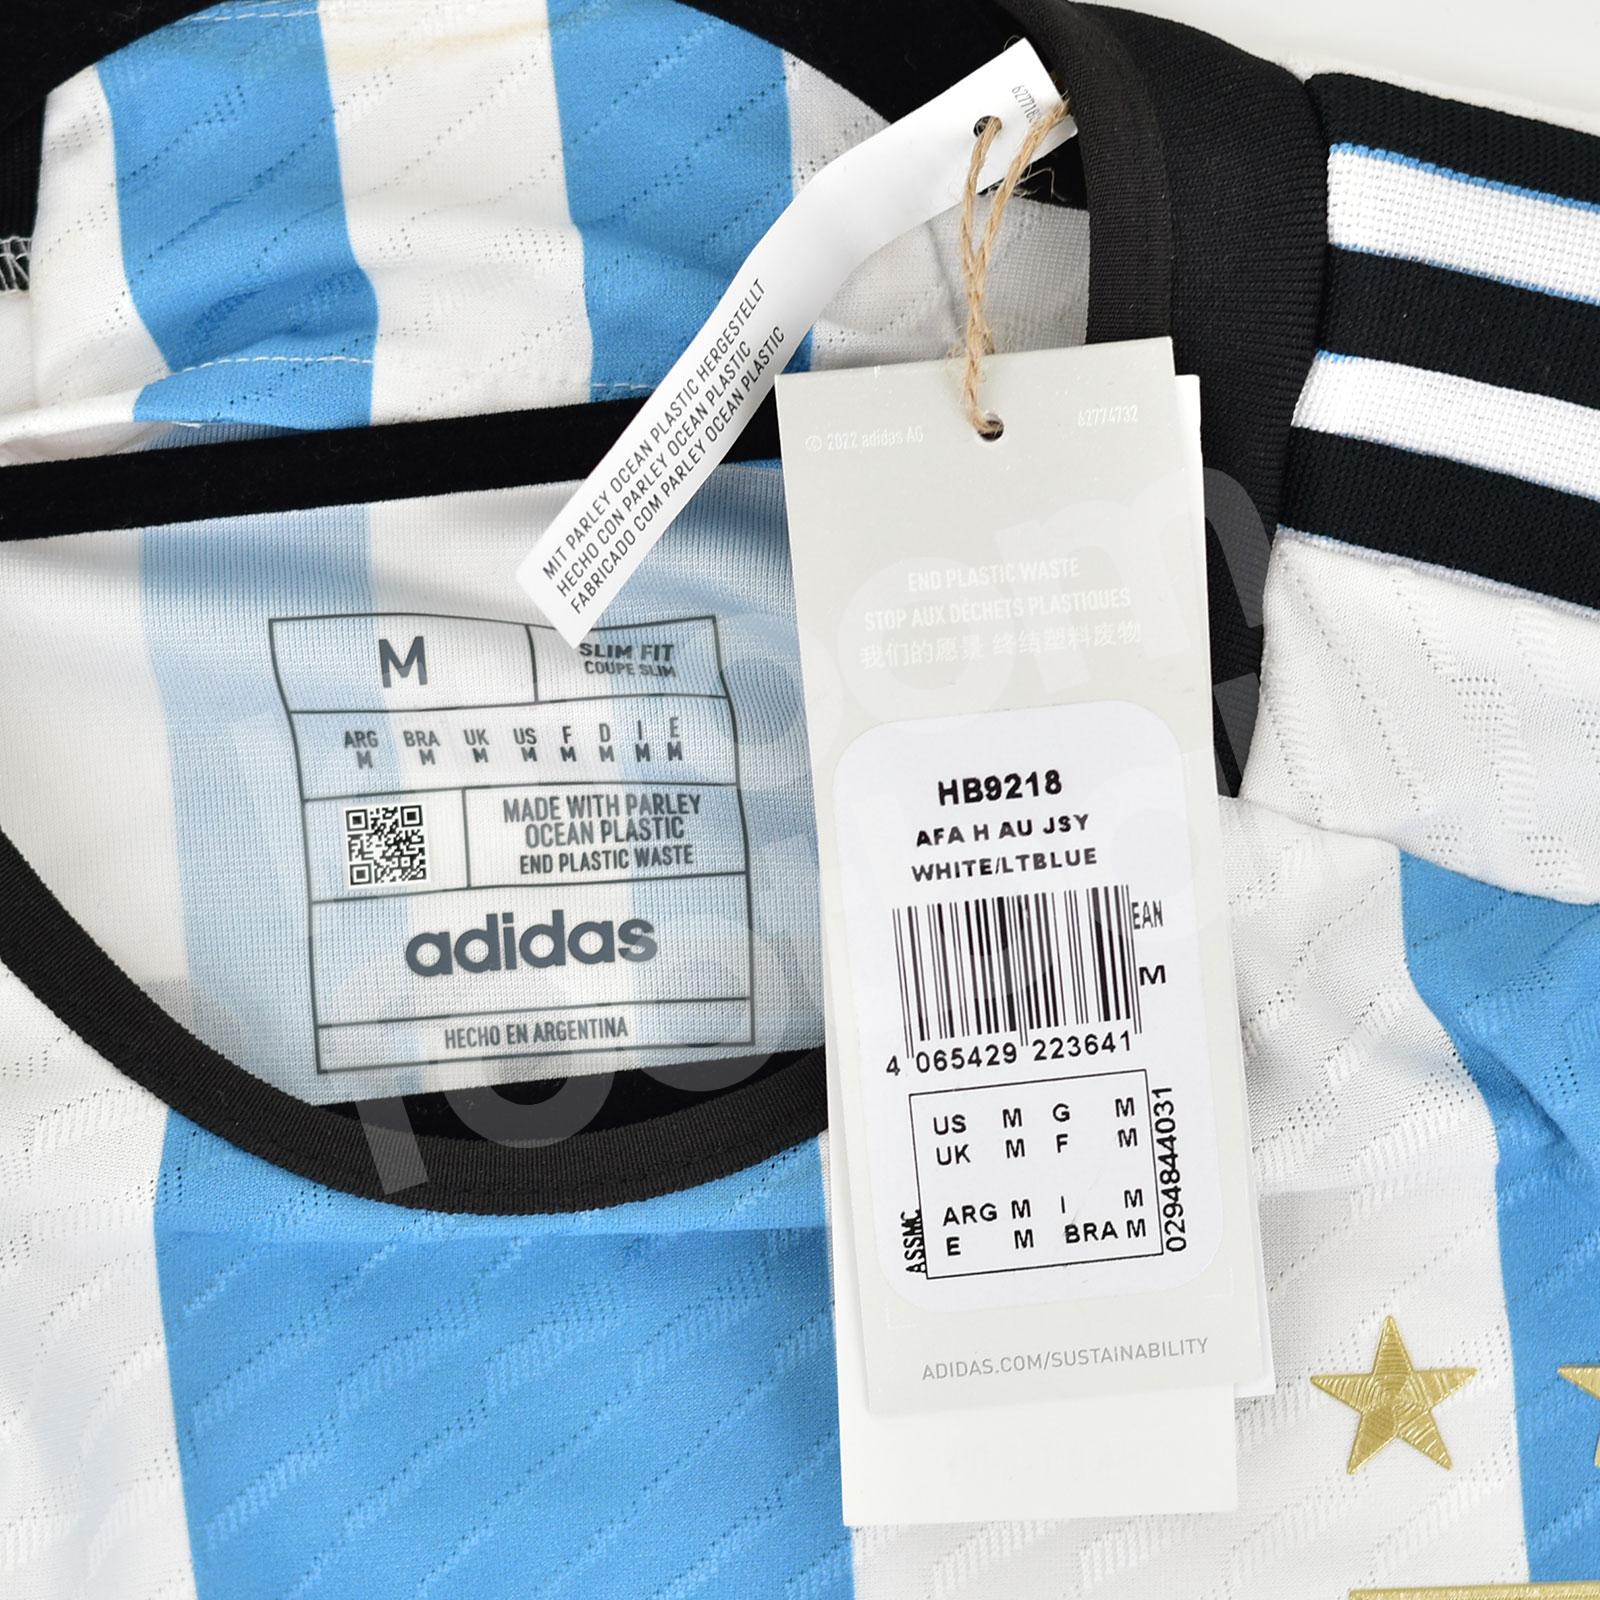 MIT PARLEY OCEAN PLASTIC HERGESTELLT
HECHO CON PARLEY OCEAN PLASTIC
FABRICADO COM PARLEY OCEAN PLASTIC
© 2022 adidas AG
62774732
END PLASTIC WASTE
STOP AUX DÉCHETS PLASTIQUES
我们的愿景 终结塑料废物
M
SLIM FIT
COUPE SLIM
ARG BRA UK US F D I E
M M M M M M M M
MADE WITH PARLEY
OCEAN PLASTIC
END PLASTIC WASTE
adidas
HECHO EN ARGENTINA
HB9218
AFA H AU JSY
WHITE/LTBLUE
EAN
M
4 065429 223641
US M G M
UK M F M
ARG M I M
E M BRA M
ASSMC
0294844031
ADIDAS.COM/SUSTAINABILITY